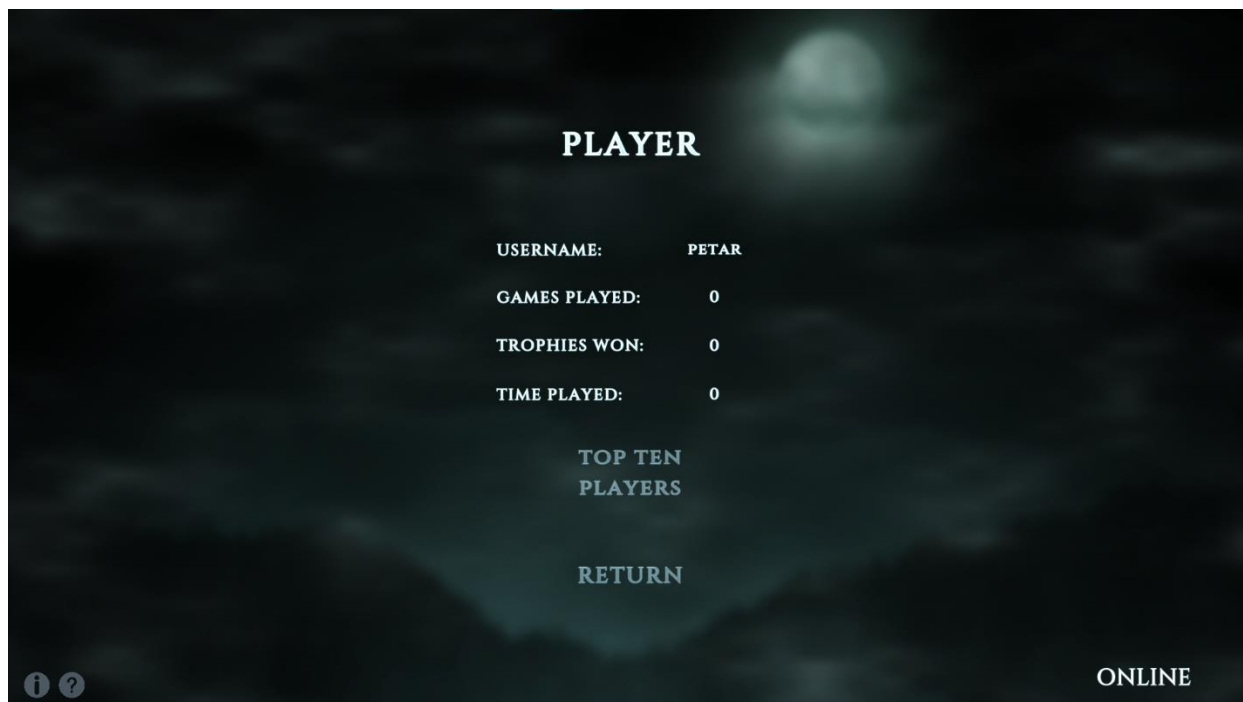 PLAYER
USERNAME: PETAR
GAMES PLAYED: 0
TROPHIES WON: 0
TIME PLAYED: 0
TOP TEN
PLAYERS
RETURN
i ?
ONLINE